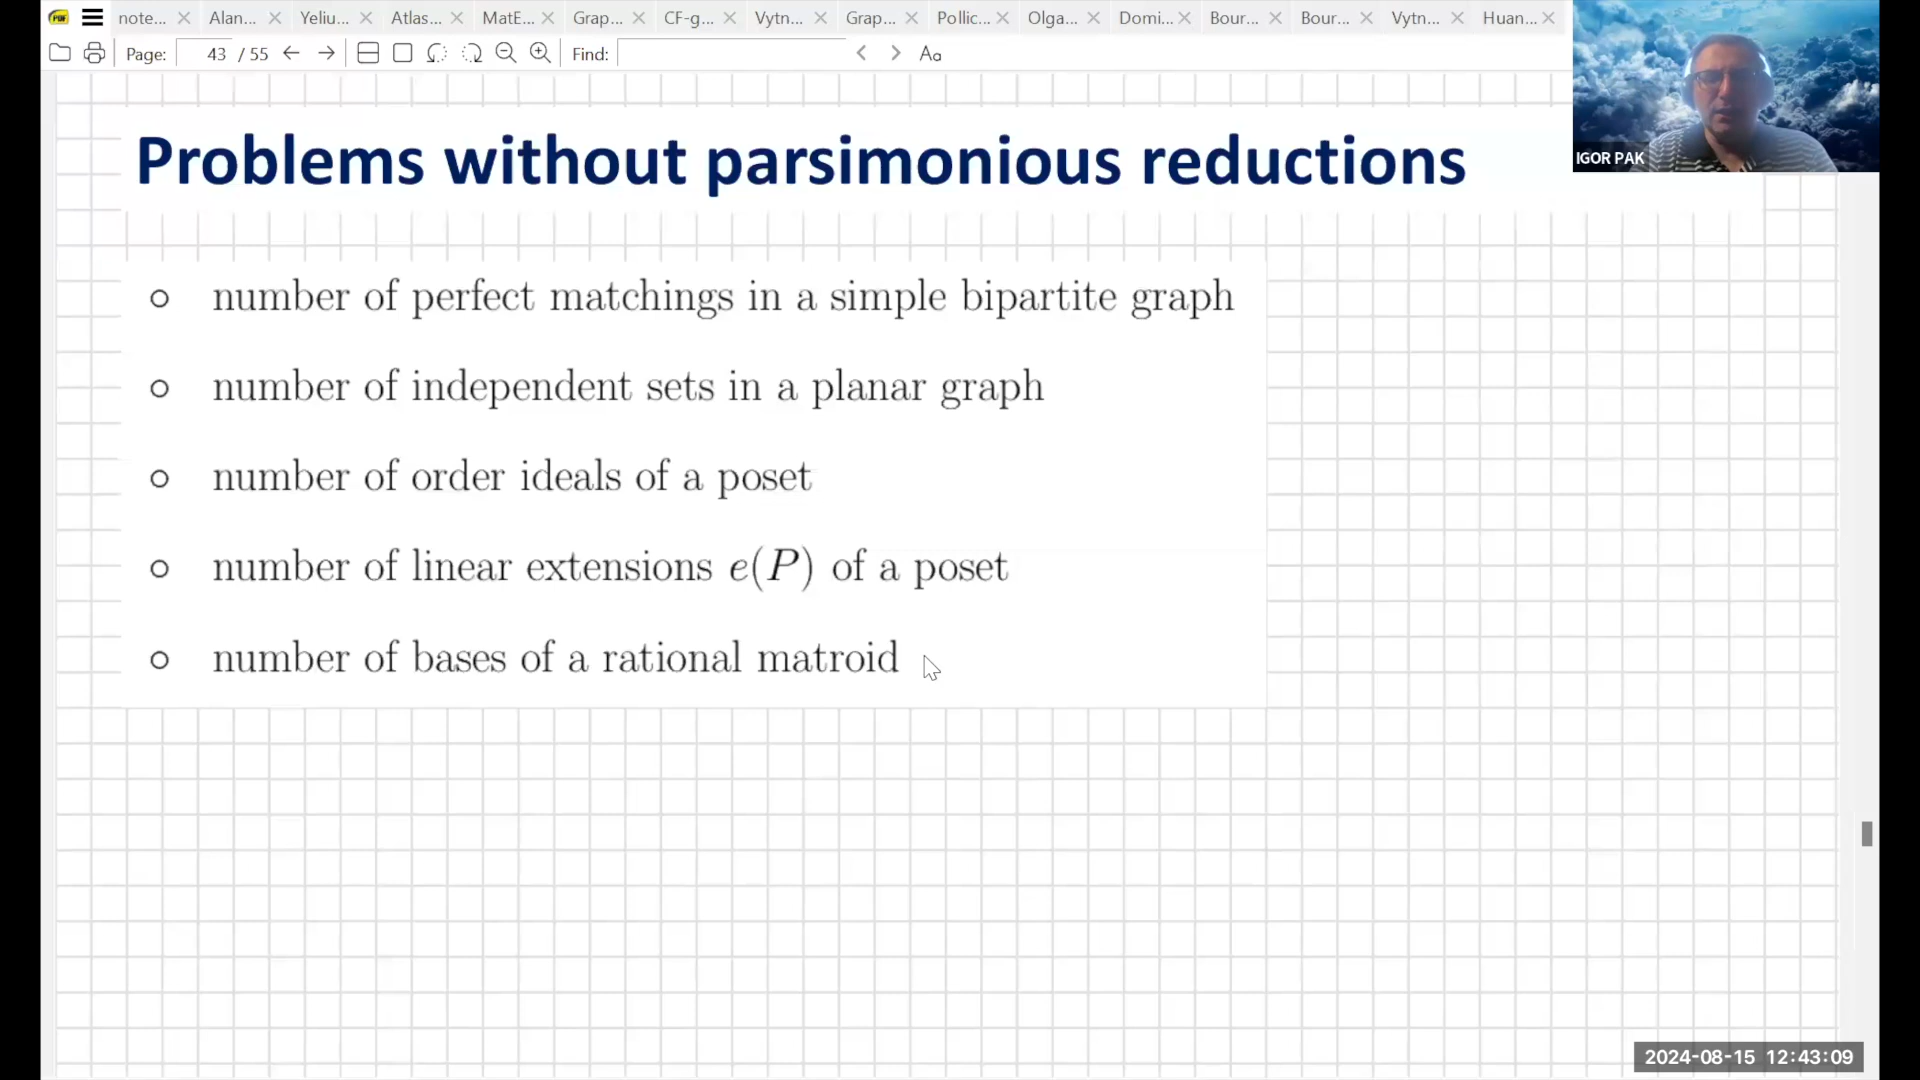 note... Alan... Yeliu... Atlas... MatE... Grap... CF-g... Vytn... Grap... Pollic... Olga... Domi... Bour... Bour... Vytn... Huan...
Page: 43 / 55 Find: Aa
IGOR PAK
Problems without parsimonious reductions
○ number of perfect matchings in a simple bipartite graph
○ number of independent sets in a planar graph
○ number of order ideals of a poset
○ number of linear extensions e(P) of a poset
○ number of bases of a rational matroid
2024-08-15 12:43:09